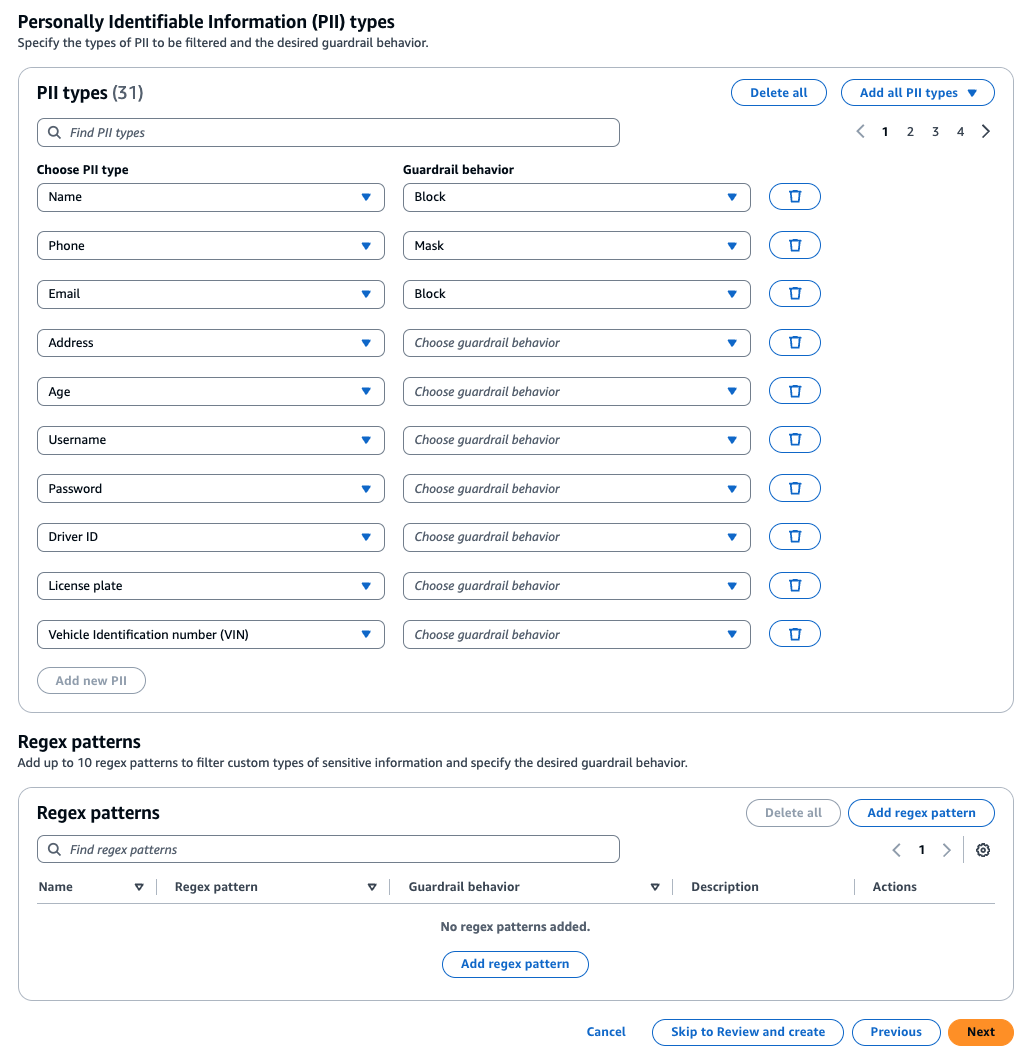 Personally Identifiable Information (PII) types
Specify the types of PII to be filtered and the desired guardrail behavior.
PII types (31)
Delete all
Add all PII types
Find PII types
1 2 3 4
Choose PII type
Guardrail behavior
Name
Block
Phone
Mask
Email
Block
Address
Choose guardrail behavior
Age
Choose guardrail behavior
Username
Choose guardrail behavior
Password
Choose guardrail behavior
Driver ID
Choose guardrail behavior
License plate
Choose guardrail behavior
Vehicle Identification number (VIN)
Choose guardrail behavior
Add new PII
Regex patterns
Add up to 10 regex patterns to filter custom types of sensitive information and specify the desired guardrail behavior.
Regex patterns
Delete all
Add regex pattern
Find regex patterns
1
Name
Regex pattern
Guardrail behavior
Description
Actions
No regex patterns added.
Add regex pattern
Cancel
Skip to Review and create
Previous
Next